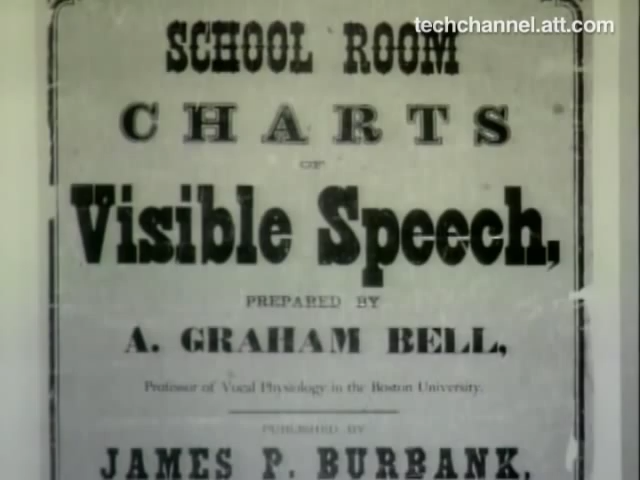 techchannel.att.com
SCHOOL ROOM
CHARTS
OF
Visible Speech,
PREPARED BY
A. GRAHAM BELL,
Professor of Vocal Physiology in the Boston University.
PUBLISHED BY
JAMES P. BURBANK,